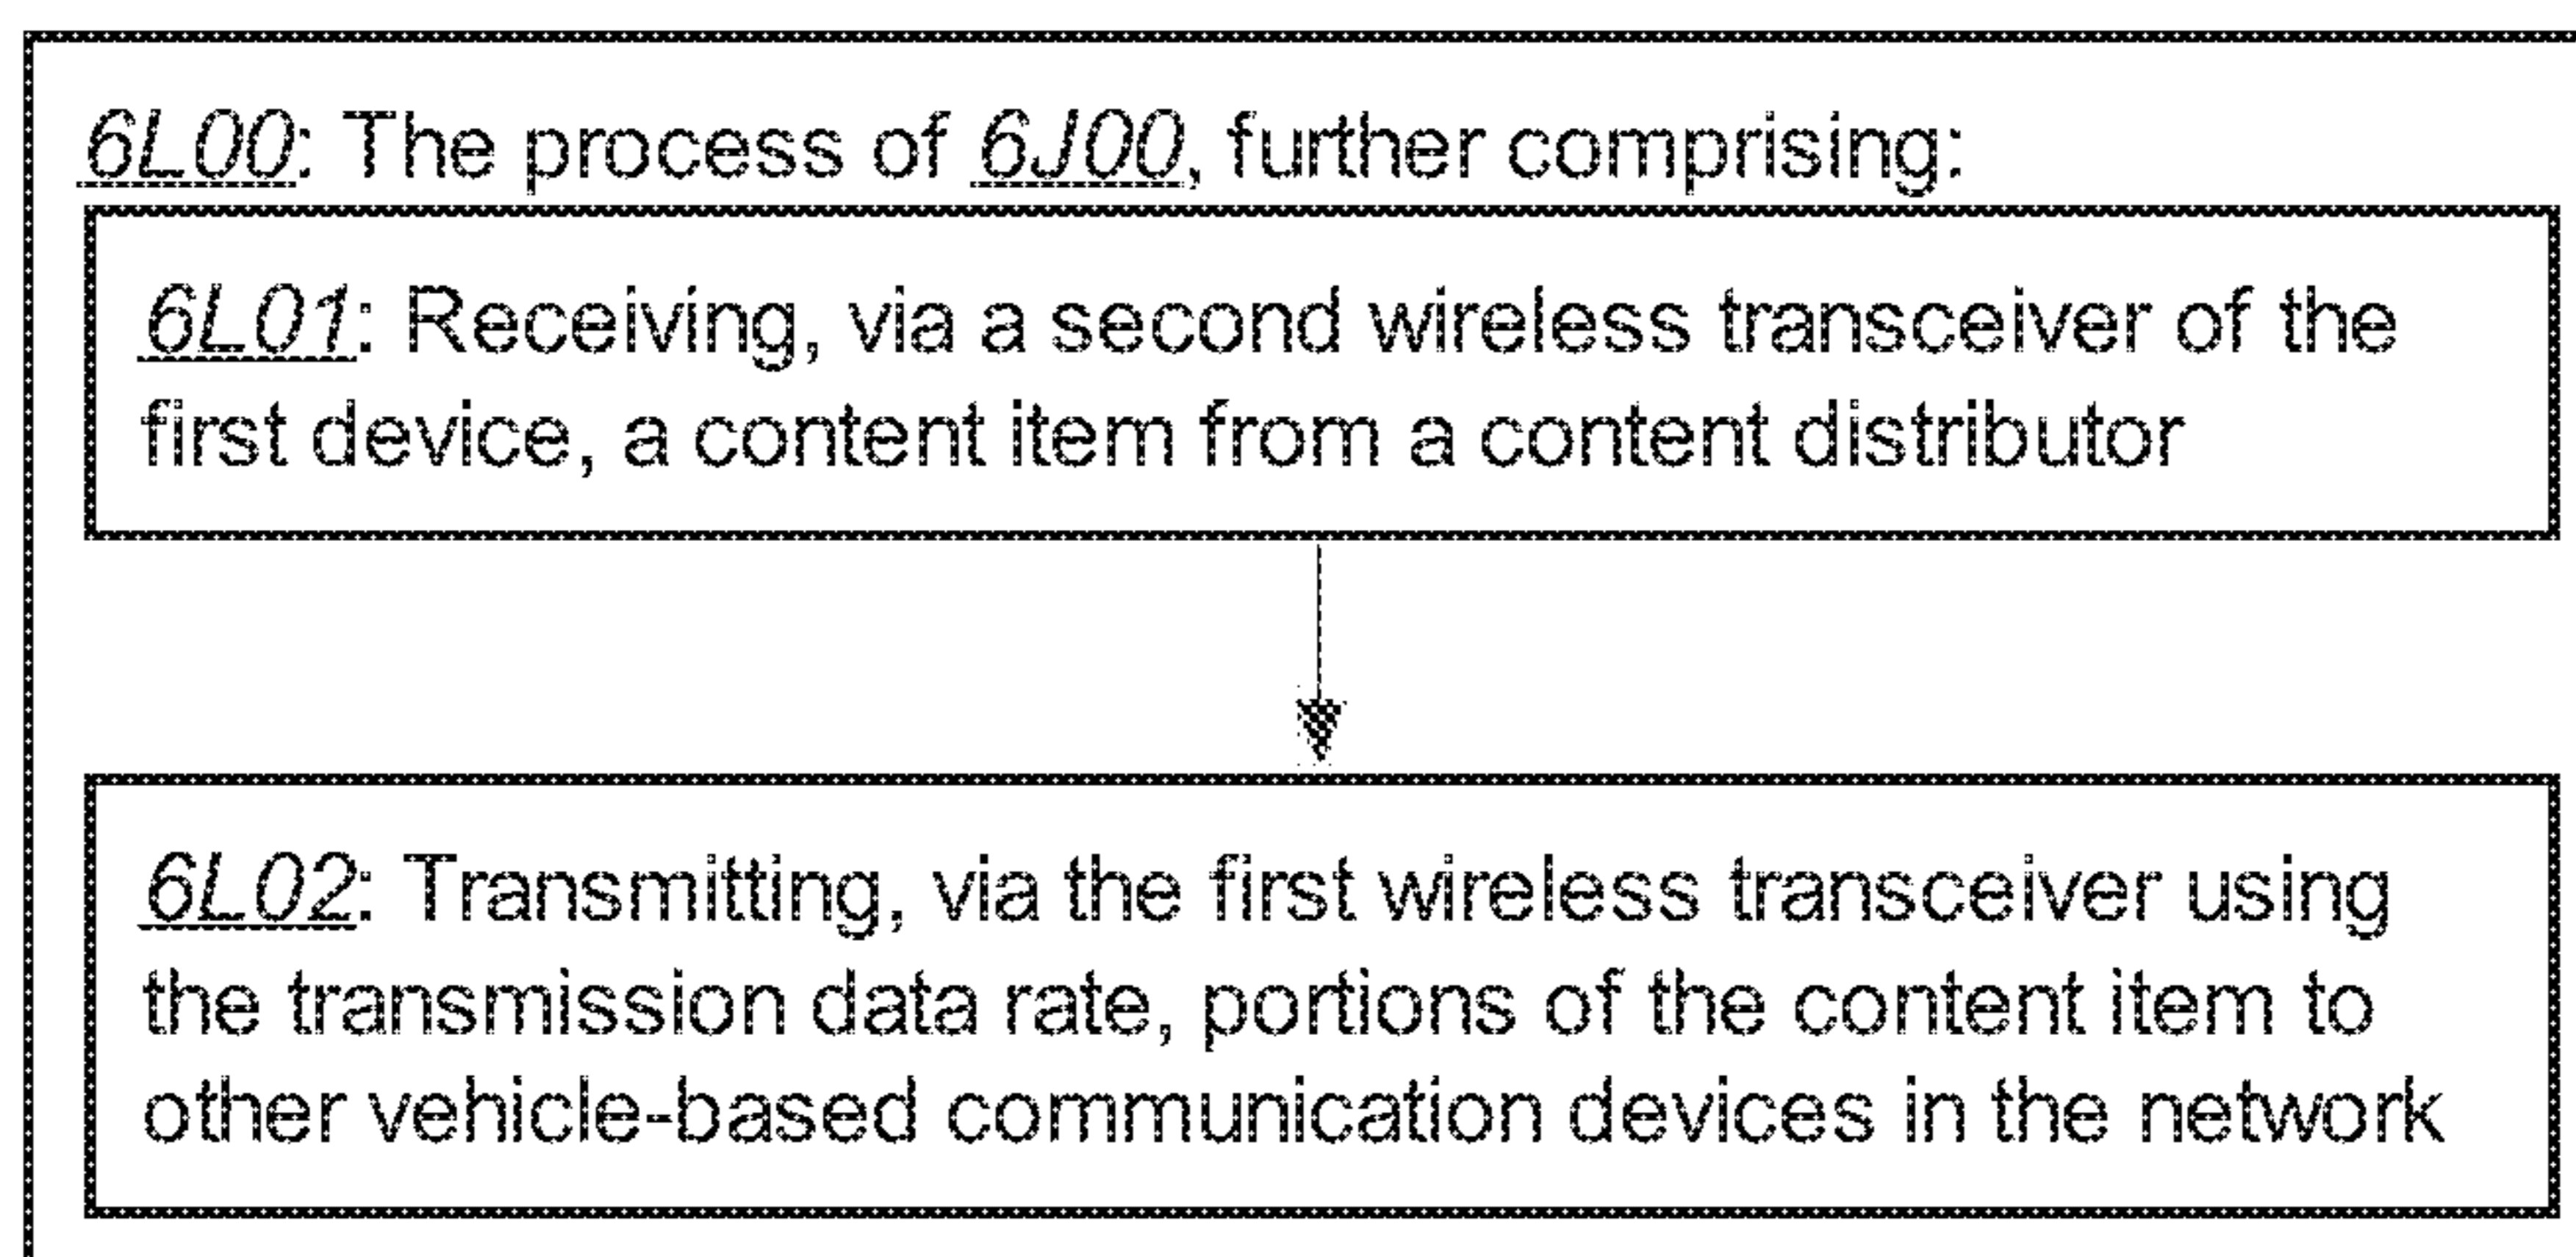 6L00: The process of 6J00, further comprising:
6L01: Receiving, via a second wireless transceiver of the
first device, a content item from a content distributor
6L02: Transmitting, via the first wireless transceiver using
the transmission data rate, portions of the content item to
other vehicle-based communication devices in the network